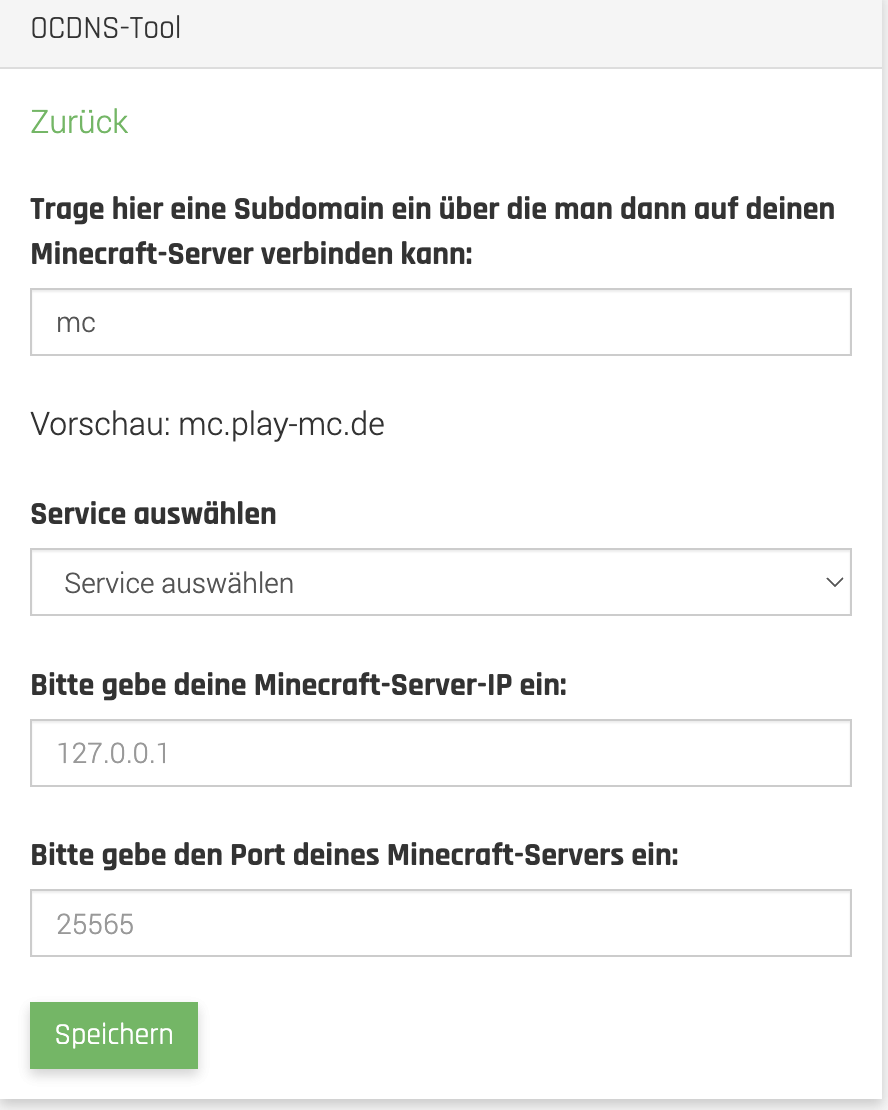 OCDNS-Tool
Zurück
Trage hier eine Subdomain ein über die man dann auf deinen
Minecraft-Server verbinden kann:
mc
Vorschau: mc.play-mc.de
Service auswählen
Service auswählen
Bitte gebe deine Minecraft-Server-IP ein:
127.0.0.1
Bitte gebe den Port deines Minecraft-Servers ein:
25565
Speichern